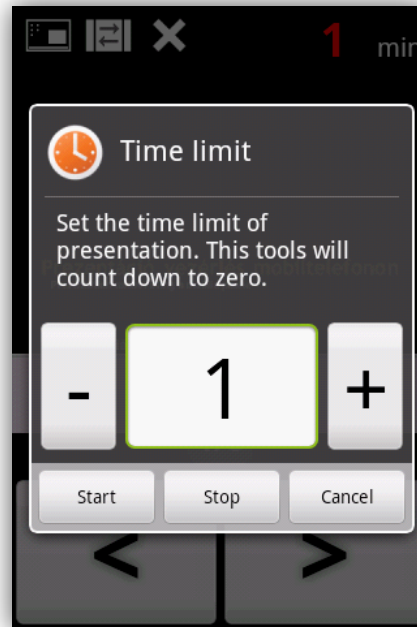 1 min
Time limit
Set the time limit of
presentation. This tools will
count down to zero.
- 1 +
Start Stop Cancel
< >